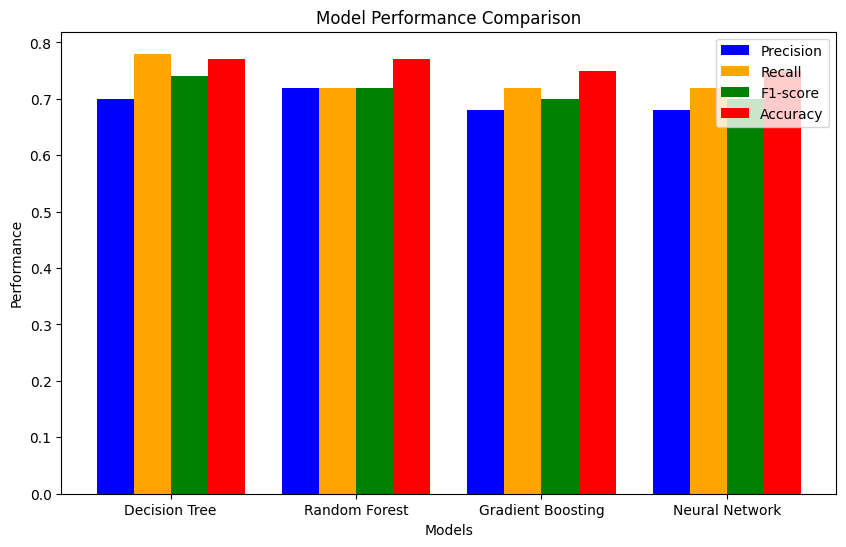 Model Performance Comparison
Precision
Recall
F1-score
Accuracy
Performance
0.8
0.7
0.6
0.5
0.4
0.3
0.2
0.1
0.0
Decision Tree
Random Forest
Gradient Boosting
Neural Network
Models